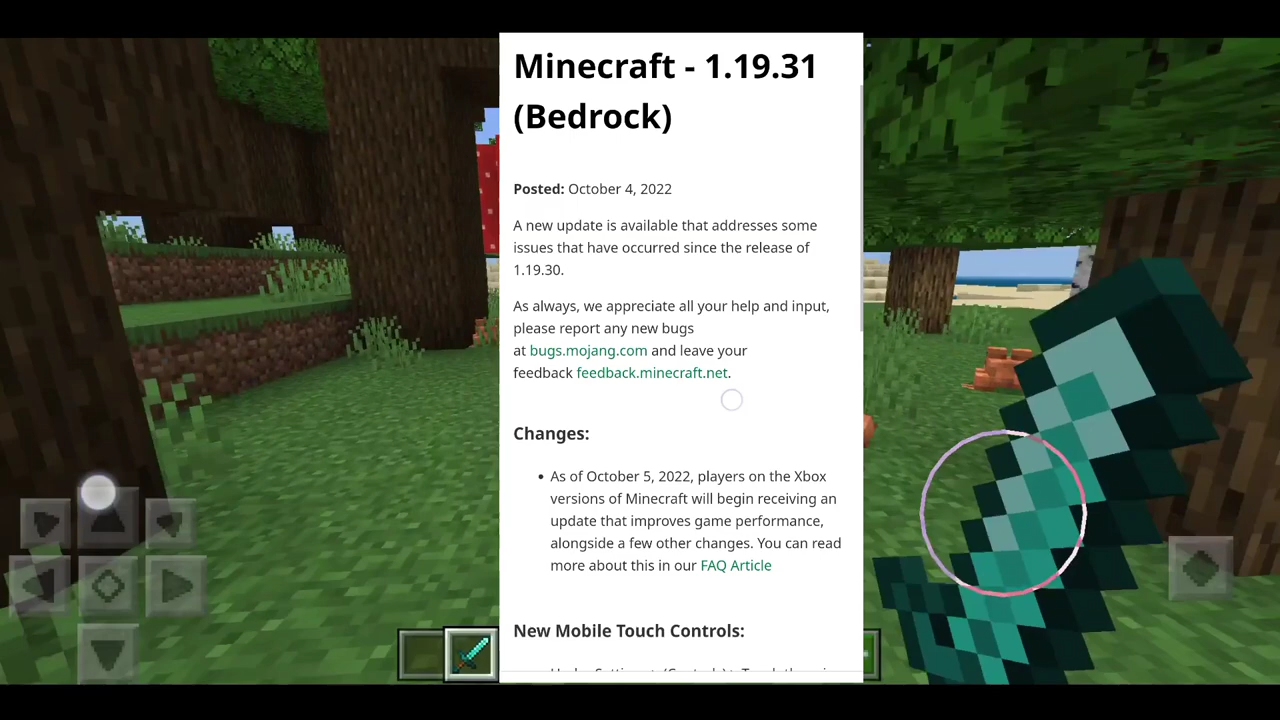 Minecraft - 1.19.31
(Bedrock)
Posted: October 4, 2022
A new update is available that addresses some
issues that have occurred since the release of
1.19.30.
As always, we appreciate all your help and input,
please report any new bugs
at bugs.mojang.com and leave your
feedback feedback.minecraft.net.
Changes:
• As of October 5, 2022, players on the Xbox
versions of Minecraft will begin receiving an
update that improves game performance,
alongside a few other changes. You can read
more about this in our FAQ Article
New Mobile Touch Controls: